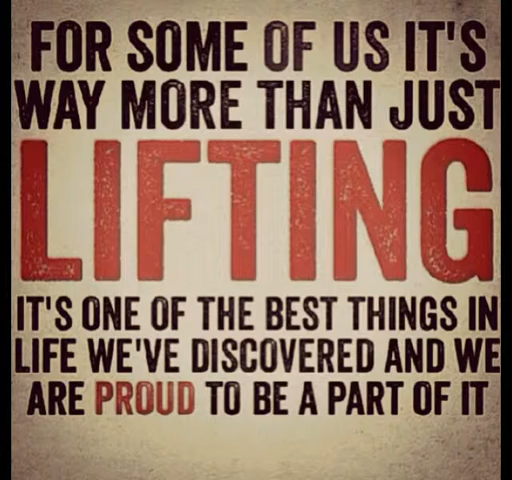 FOR SOME OF US IT'S
WAY MORE THAN JUST
LIFTING
IT'S ONE OF THE BEST THINGS IN
LIFE WE'VE DISCOVERED AND WE
ARE PROUD TO BE A PART OF IT